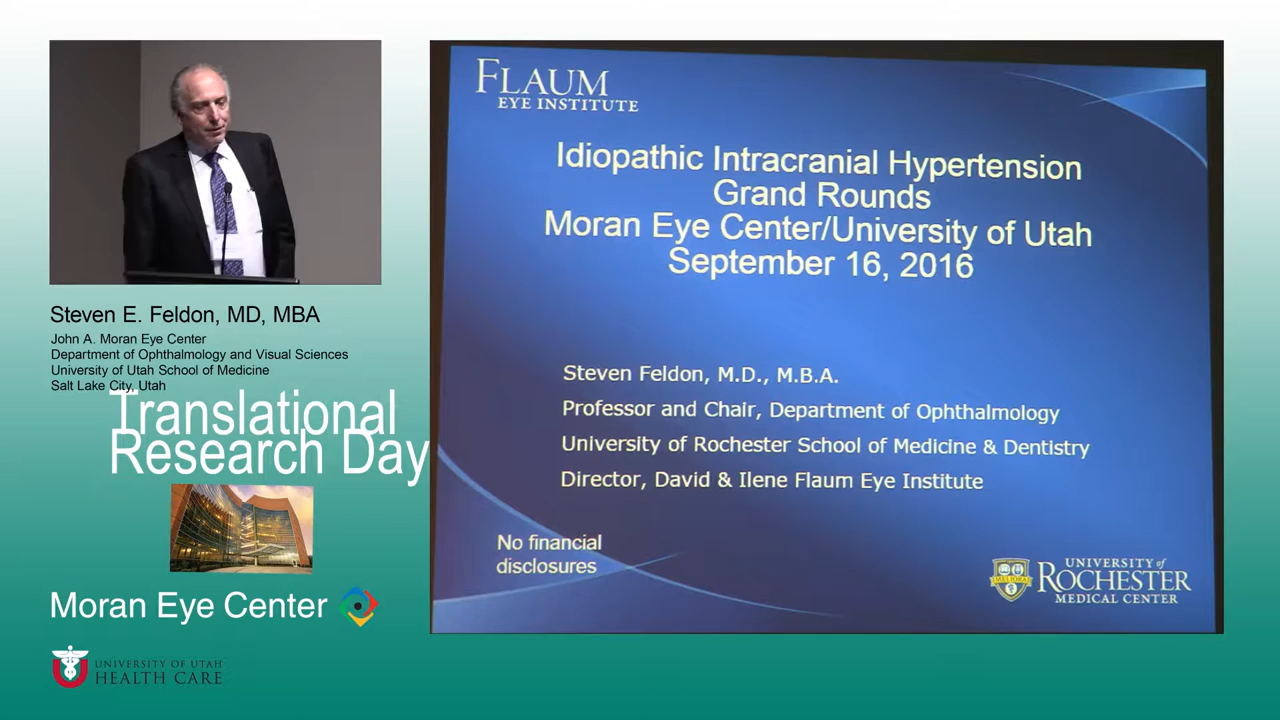 Steven E. Feldon, MD, MBA
John A. Moran Eye Center
Department of Ophthalmology and Visual Sciences
University of Utah School of Medicine
Salt Lake City, Utah
Translational
Research Day
Moran Eye Center
UNIVERSITY OF UTAH
HEALTH CARE
FLAUM
EYE INSTITUTE
Idiopathic Intracranial Hypertension
Grand Rounds
Moran Eye Center/University of Utah
September 16, 2016
Steven Feldon, M.D., M.B.A.
Professor and Chair, Department of Ophthalmology
University of Rochester School of Medicine & Dentistry
Director, David & Ilene Flaum Eye Institute
No financial
disclosures
MELIORA
UNIVERSITY of
ROCHESTER
MEDICAL CENTER